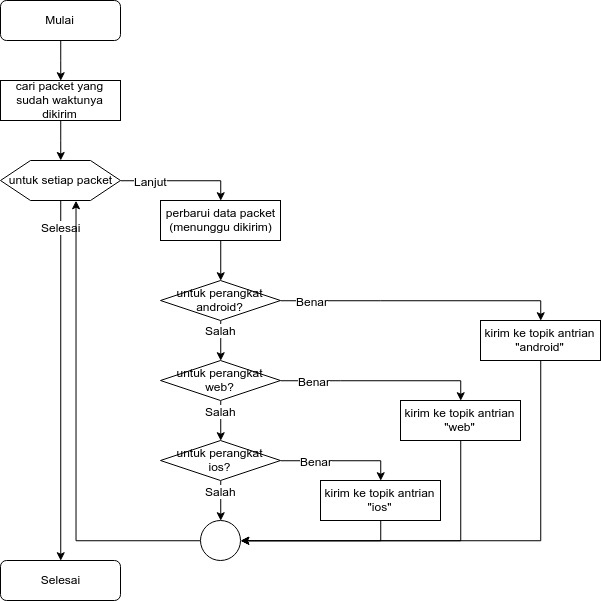 Mulai
cari packet yang
sudah waktunya
dikirim
untuk setiap packet
Lanjut
Selesai
perbarui data packet
(menunggu dikirim)
untuk perangkat
android?
Benar
Salah
kirim ke topik antrian
"android"
untuk perangkat
web?
Benar
Salah
kirim ke topik antrian
"web"
untuk perangkat
ios?
Benar
Salah
kirim ke topik antrian
"ios"
Selesai